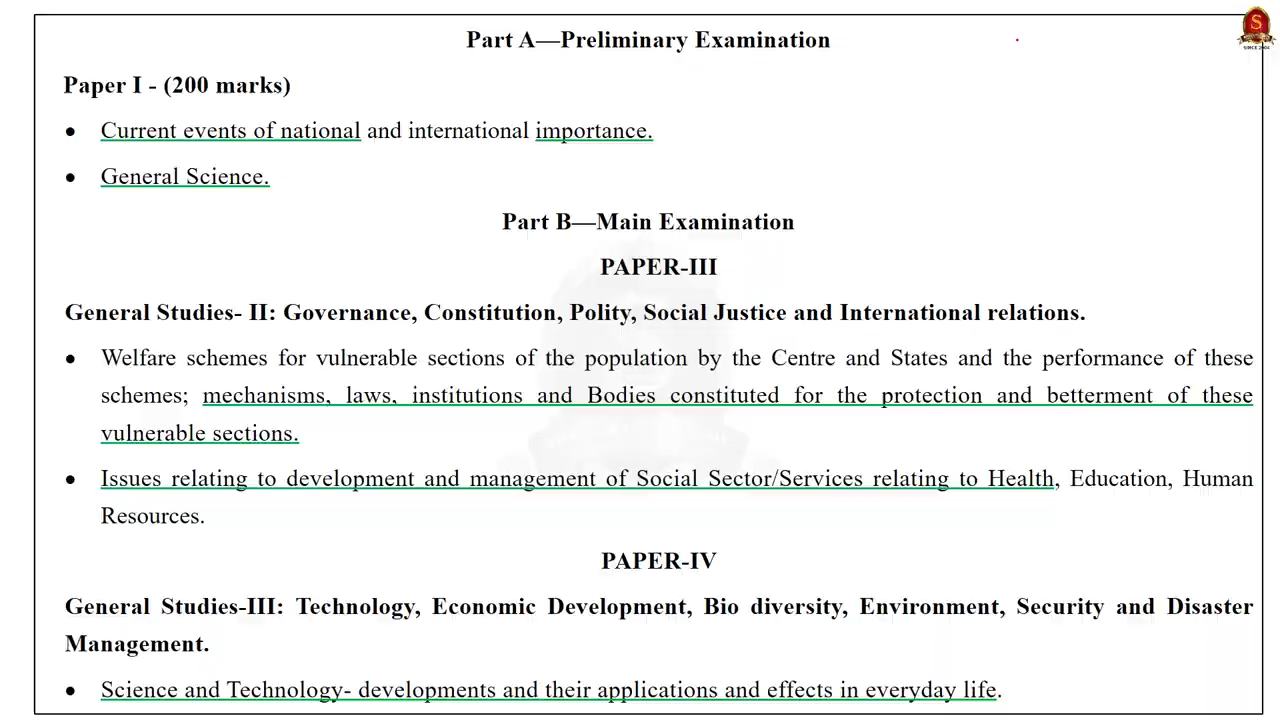 Part A—Preliminary Examination
S
SINCE 2004
Paper I - (200 marks)
● Current events of national and international importance.
● General Science.
Part B—Main Examination
PAPER-III
General Studies- II: Governance, Constitution, Polity, Social Justice and International relations.
● Welfare schemes for vulnerable sections of the population by the Centre and States and the performance of these
schemes; mechanisms, laws, institutions and Bodies constituted for the protection and betterment of these
vulnerable sections.
● Issues relating to development and management of Social Sector/Services relating to Health, Education, Human
Resources.
PAPER-IV
General Studies-III: Technology, Economic Development, Bio diversity, Environment, Security and Disaster
Management.
● Science and Technology- developments and their applications and effects in everyday life.